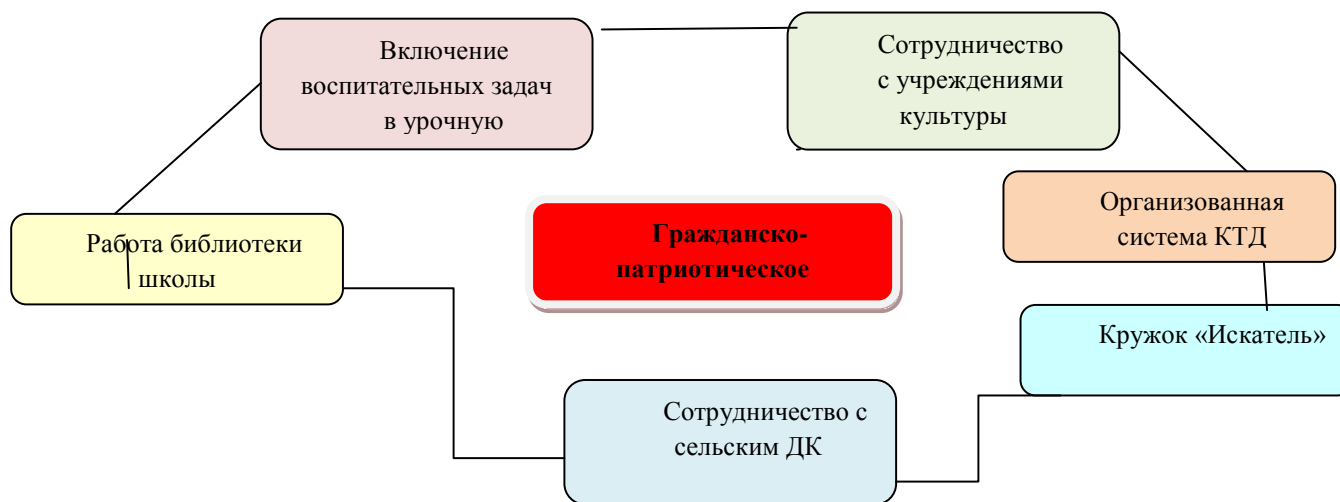 Включение
воспитательных задач
в урочную
Сотрудничество
с учреждениями
культуры
Организованная
система КТД
Работа библиотеки
школы
Гражданско-
патриотическое
Кружок «Искатель»
Сотрудничество с
сельским ДК